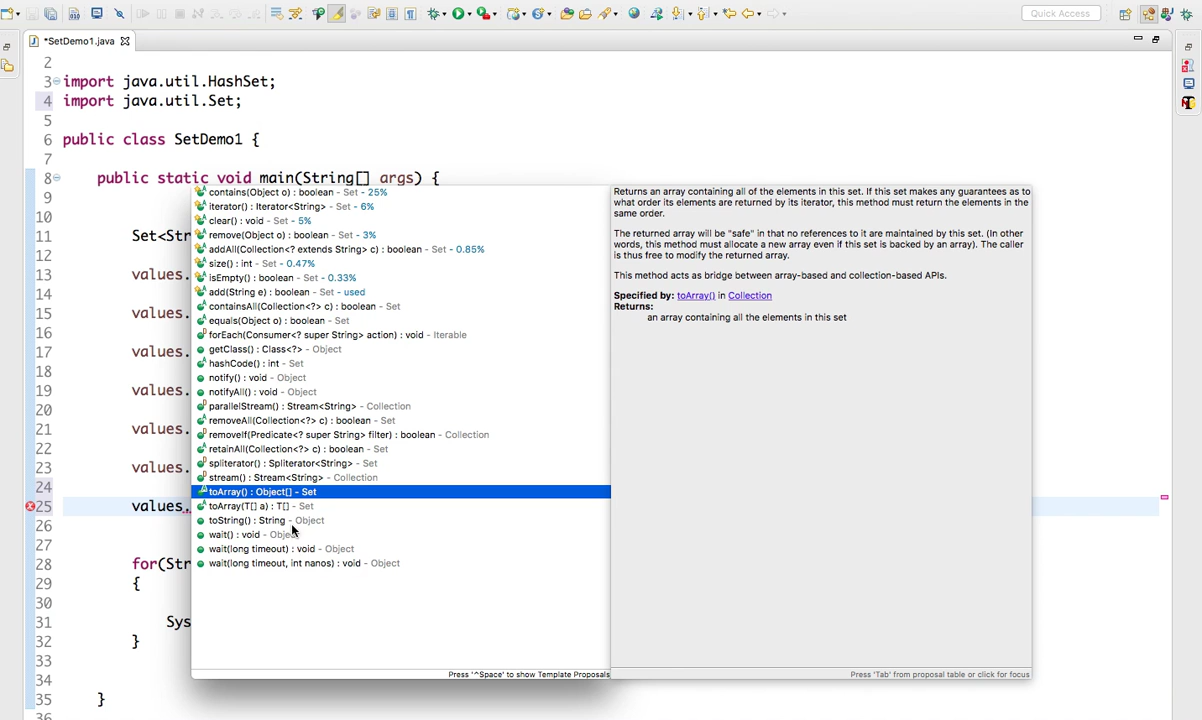 Quick Access
*SetDemo1.java
2
3 import java.util.HashSet;
4 import java.util.Set;
5
6 public class SetDemo1 {
7
8 public static void main(String[] args) {
9
10
11 Set<Str
12
13 values.
14
15 values.
16
17 values.
18
19 values.
20
21 values.
22
23 values.
24
25 values.
26
27
28 for(Str
29 {
30
31 Sys
32 }
33
34
35 }
36
contains(Object o) : boolean - Set - 25%
iterator() : Iterator<String> - Set - 6%
clear() : void - Set - 5%
remove(Object o) : boolean - Set - 3%
addAll(Collection<? extends String> c) : boolean - Set - 0.85%
size() : int - Set - 0.47%
isEmpty() : boolean - Set - 0.33%
add(String e) : boolean - Set - used
containsAll(Collection<?> c) : boolean - Set
equals(Object o) : boolean - Set
forEach(Consumer<? super String> action) : void - Iterable
getClass() : Class<?> - Object
hashCode() : int - Set
notify() : void - Object
notifyAll() : void - Object
parallelStream() : Stream<String> - Collection
removeAll(Collection<?> c) : boolean - Set
removeIf(Predicate<? super String> filter) : boolean - Collection
retainAll(Collection<?> c) : boolean - Set
spliterator() : Spliterator<String> - Set
stream() : Stream<String> - Collection
toArray() : Object[] - Set
toArray(T[] a) : T[] - Set
toString() : String - Object
wait() : void - Object
wait(long timeout) : void - Object
wait(long timeout, int nanos) : void - Object
Press '^Space' to show Template Proposals
Returns an array containing all of the elements in this set. If this set makes any guarantees as to
what order its elements are returned by its iterator, this method must return the elements in the
same order.
The returned array will be "safe" in that no references to it are maintained by this set. (In other
words, this method must allocate a new array even if this set is backed by an array). The caller
is thus free to modify the returned array.
This method acts as bridge between array-based and collection-based APIs.
Specified by: toArray() in Collection
Returns:
an array containing all the elements in this set
Press 'Tab' from proposal table or click for focus